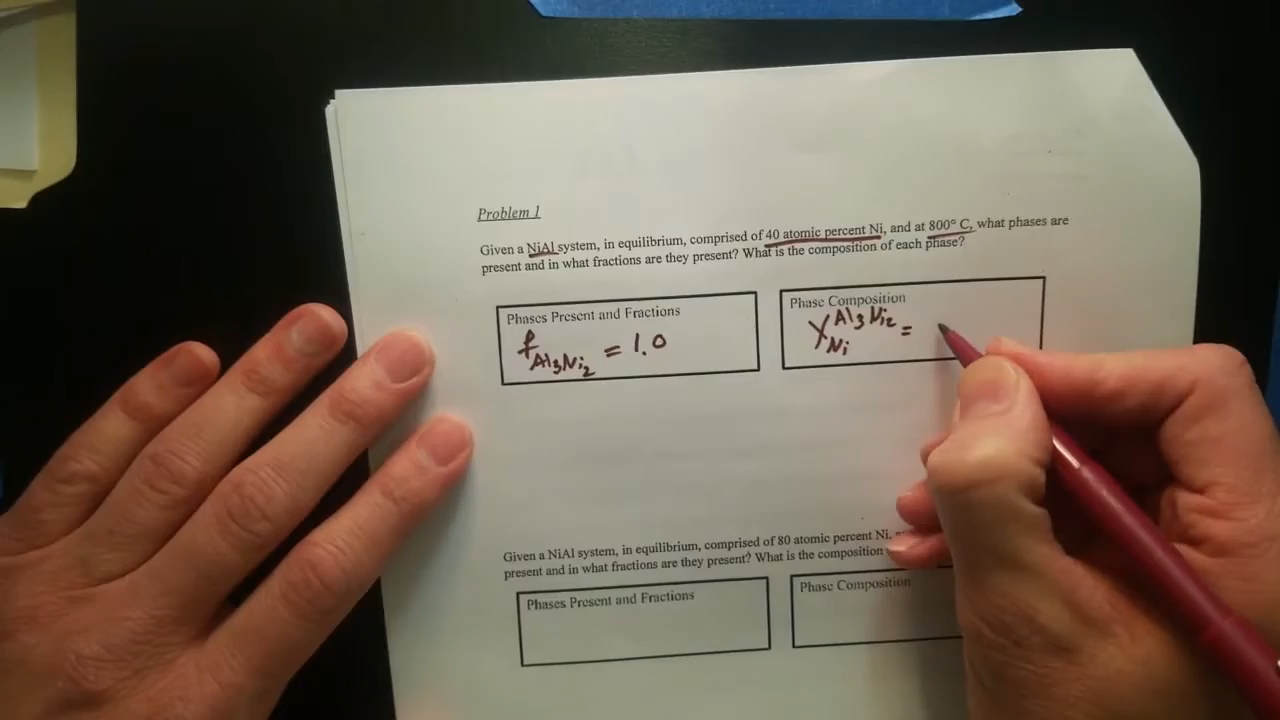 Problem 1
Given a NiAl system, in equilibrium, comprised of 40 atomic percent Ni, and at 800° C, what phases are
present and in what fractions are they present? What is the composition of each phase?
Phases Present and Fractions
f Al3Ni2 = 1.0
Phase Composition
X Al3Ni2 =
Ni
Given a NiAl system, in equilibrium, comprised of 80 atomic percent Ni,
present and in what fractions are they present? What is the composition
Phases Present and Fractions
Phase Composition